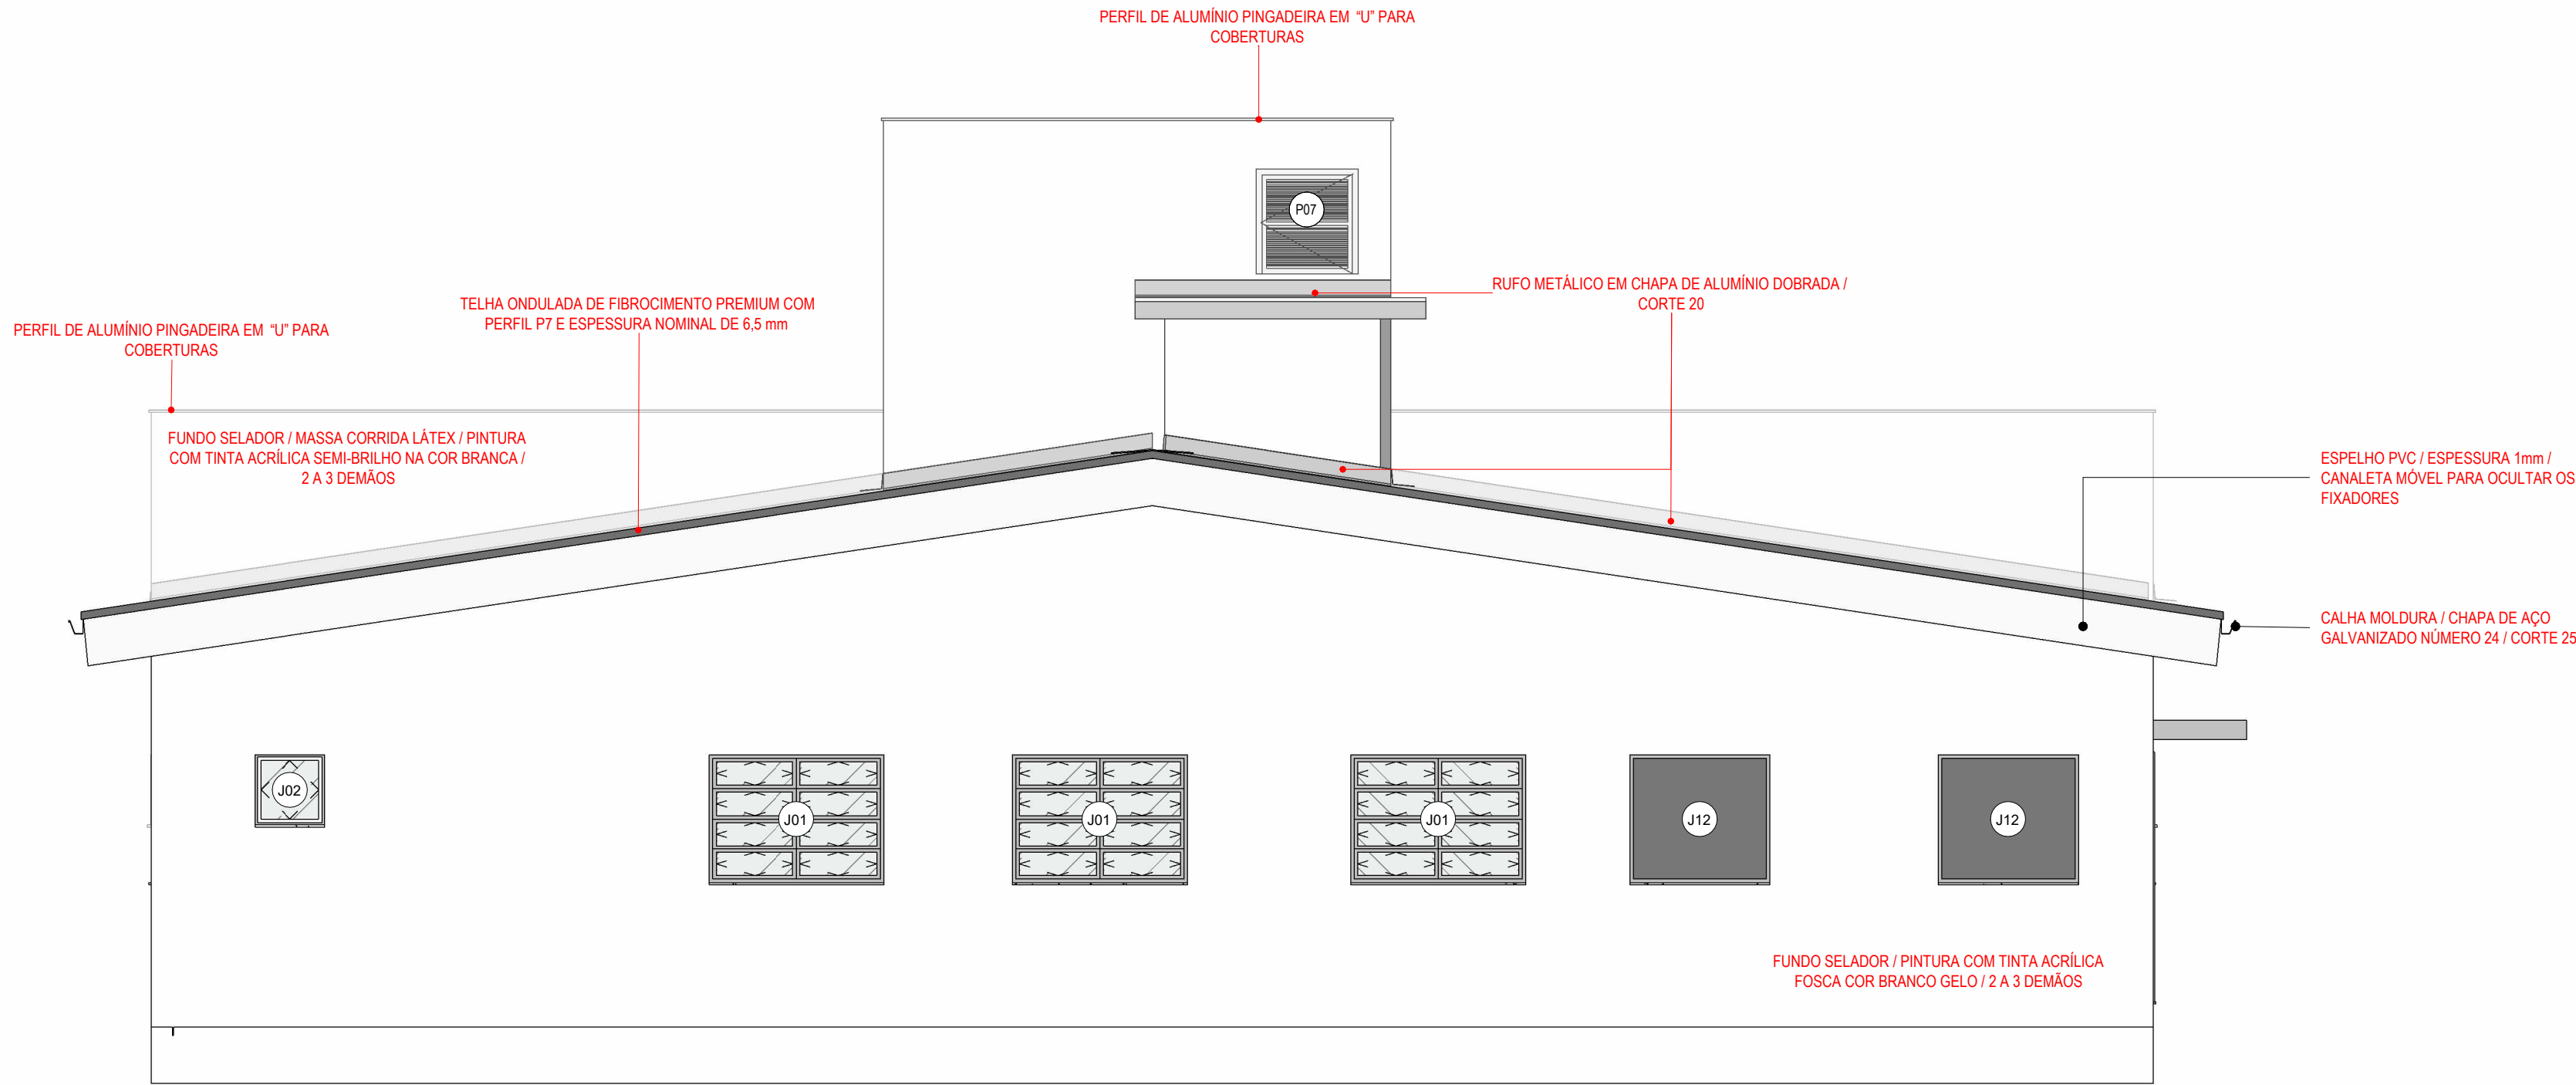 PERFIL DE ALUMÍNIO PINGADEIRA EM “U” PARA
COBERTURAS
P07
RUFO METÁLICO EM CHAPA DE ALUMÍNIO DOBRADA /
CORTE 20
TELHA ONDULADA DE FIBROCIMENTO PREMIUM COM
PERFIL P7 E ESPESSURA NOMINAL DE 6,5 mm
PERFIL DE ALUMÍNIO PINGADEIRA EM “U” PARA
COBERTURAS
FUNDO SELADOR / MASSA CORRIDA LÁTEX / PINTURA
COM TINTA ACRÍLICA SEMI-BRILHO NA COR BRANCA /
2 A 3 DEMÃOS
ESPELHO PVC / ESPESSURA 1mm /
CANALETA MÓVEL PARA OCULTAR OS
FIXADORES
CALHA MOLDURA / CHAPA DE AÇO
GALVANIZADO NÚMERO 24 / CORTE 25
J02
J01
J01
J01
J12
J12
FUNDO SELADOR / PINTURA COM TINTA ACRÍLICA
FOSCA COR BRANCO GELO / 2 A 3 DEMÃOS